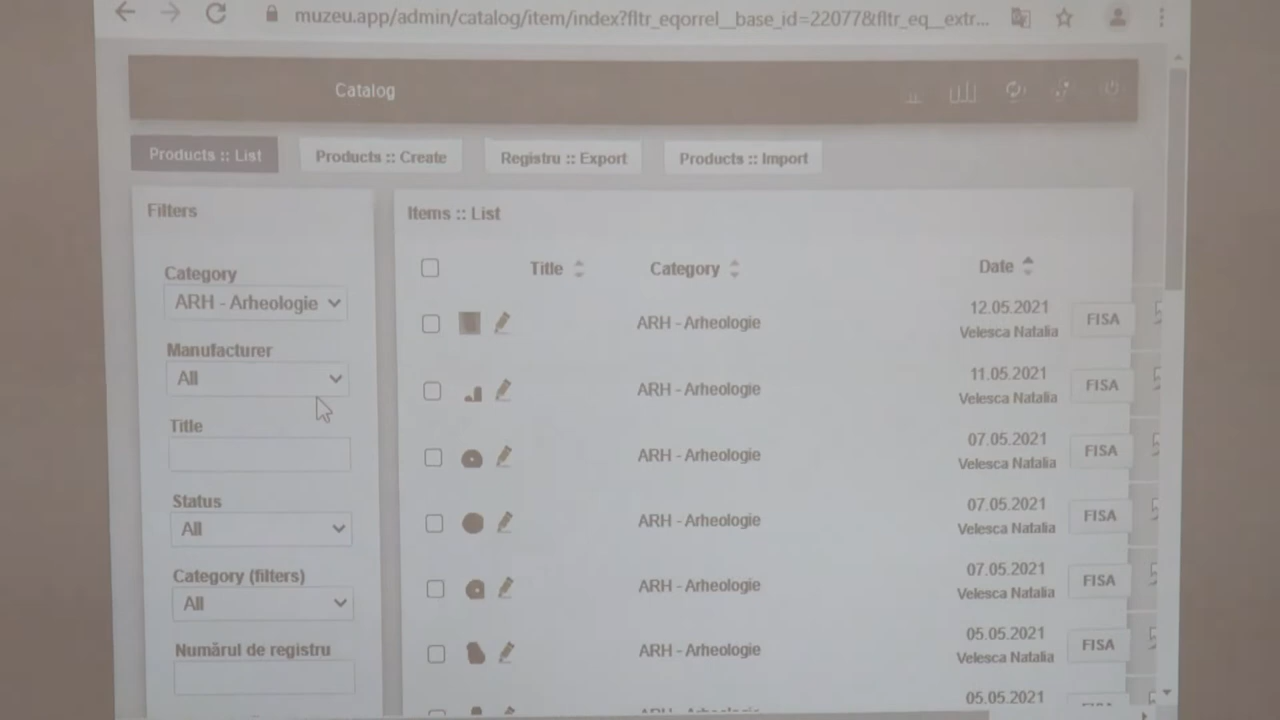 muzeu.app/admin/catalog/item/index?fltr_eqorrel__base_id=22077&fltr_eq__extr...
Catalog
Products :: List
Products :: Create
Registru :: Export
Products :: Import
Filters
Category
ARH - Arheologie
Manufacturer
All
Title
Status
All
Category (filters)
All
Numărul de registru
Items :: List
Title Category Date
ARH - Arheologie 12.05.2021 FISA
Velesca Natalia
ARH - Arheologie 11.05.2021 FISA
Velesca Natalia
ARH - Arheologie 07.05.2021 FISA
Velesca Natalia
ARH - Arheologie 07.05.2021 FISA
Velesca Natalia
ARH - Arheologie 07.05.2021 FISA
Velesca Natalia
ARH - Arheologie 05.05.2021 FISA
Velesca Natalia
05.05.2021